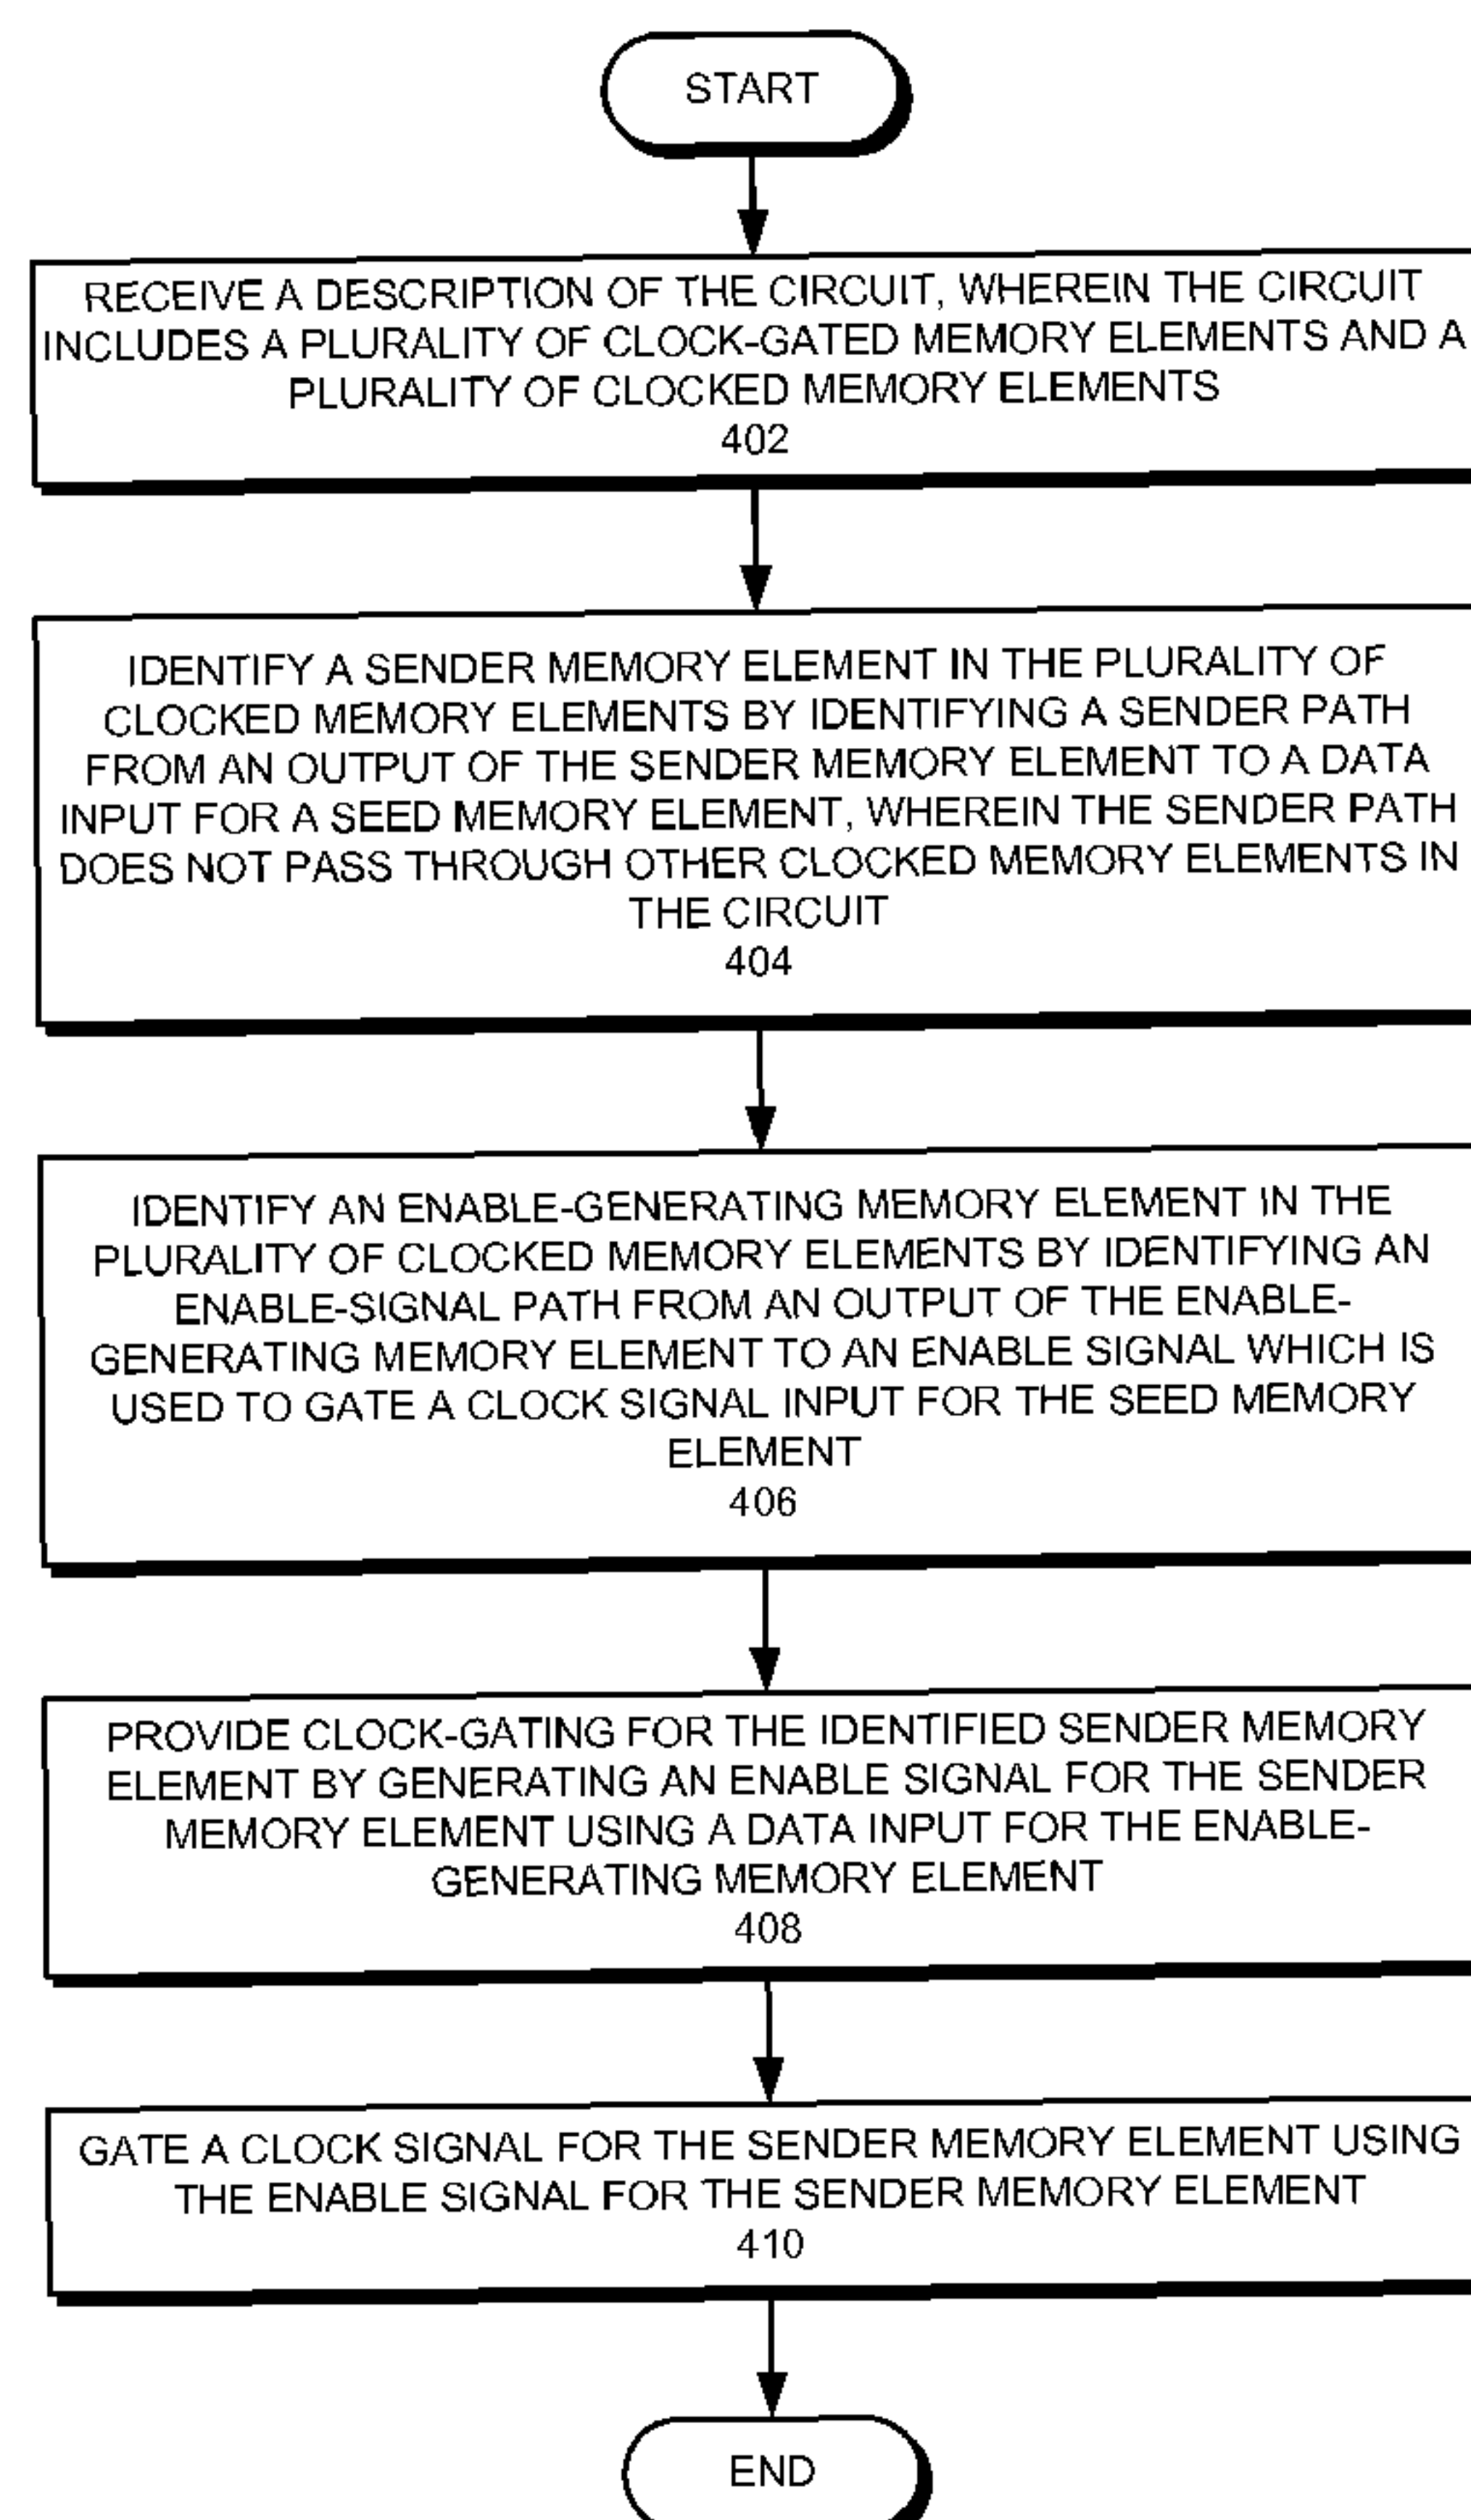 START
RECEIVE A DESCRIPTION OF THE CIRCUIT, WHEREIN THE CIRCUIT
INCLUDES A PLURALITY OF CLOCK-GATED MEMORY ELEMENTS AND A
PLURALITY OF CLOCKED MEMORY ELEMENTS
402
IDENTIFY A SENDER MEMORY ELEMENT IN THE PLURALITY OF
CLOCKED MEMORY ELEMENTS BY IDENTIFYING A SENDER PATH
FROM AN OUTPUT OF THE SENDER MEMORY ELEMENT TO A DATA
INPUT FOR A SEED MEMORY ELEMENT, WHEREIN THE SENDER PATH
DOES NOT PASS THROUGH OTHER CLOCKED MEMORY ELEMENTS IN
THE CIRCUIT
404
IDENTIFY AN ENABLE-GENERATING MEMORY ELEMENT IN THE
PLURALITY OF CLOCKED MEMORY ELEMENTS BY IDENTIFYING AN
ENABLE-SIGNAL PATH FROM AN OUTPUT OF THE ENABLE-
GENERATING MEMORY ELEMENT TO AN ENABLE SIGNAL WHICH IS
USED TO GATE A CLOCK SIGNAL INPUT FOR THE SEED MEMORY
ELEMENT
406
PROVIDE CLOCK-GATING FOR THE IDENTIFIED SENDER MEMORY
ELEMENT BY GENERATING AN ENABLE SIGNAL FOR THE SENDER
MEMORY ELEMENT USING A DATA INPUT FOR THE ENABLE-
GENERATING MEMORY ELEMENT
408
GATE A CLOCK SIGNAL FOR THE SENDER MEMORY ELEMENT USING
THE ENABLE SIGNAL FOR THE SENDER MEMORY ELEMENT
410
END